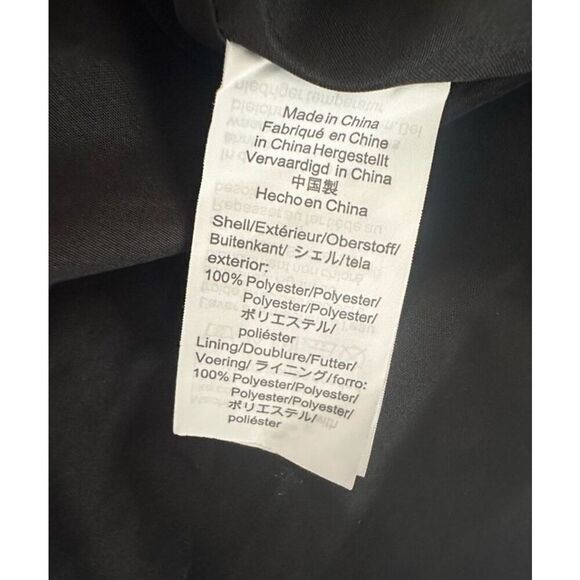 Made in China
Fabriqué en Chine
in China Hergestellt
Vervaardigd in China
中国製
Hecho en China
Shell/Extérieur/Oberstoff/
Buitenkant/ シェル/tela
exterior:
100% Polyester/Polyester/
Polyester/Polyester/
ポリエステル/
poliéster
Lining/Doublure/Futter/
Voering/ ライニング/forro:
100% Polyester/Polyester/
Polyester/Polyester/
ポリエステル/
poliéster